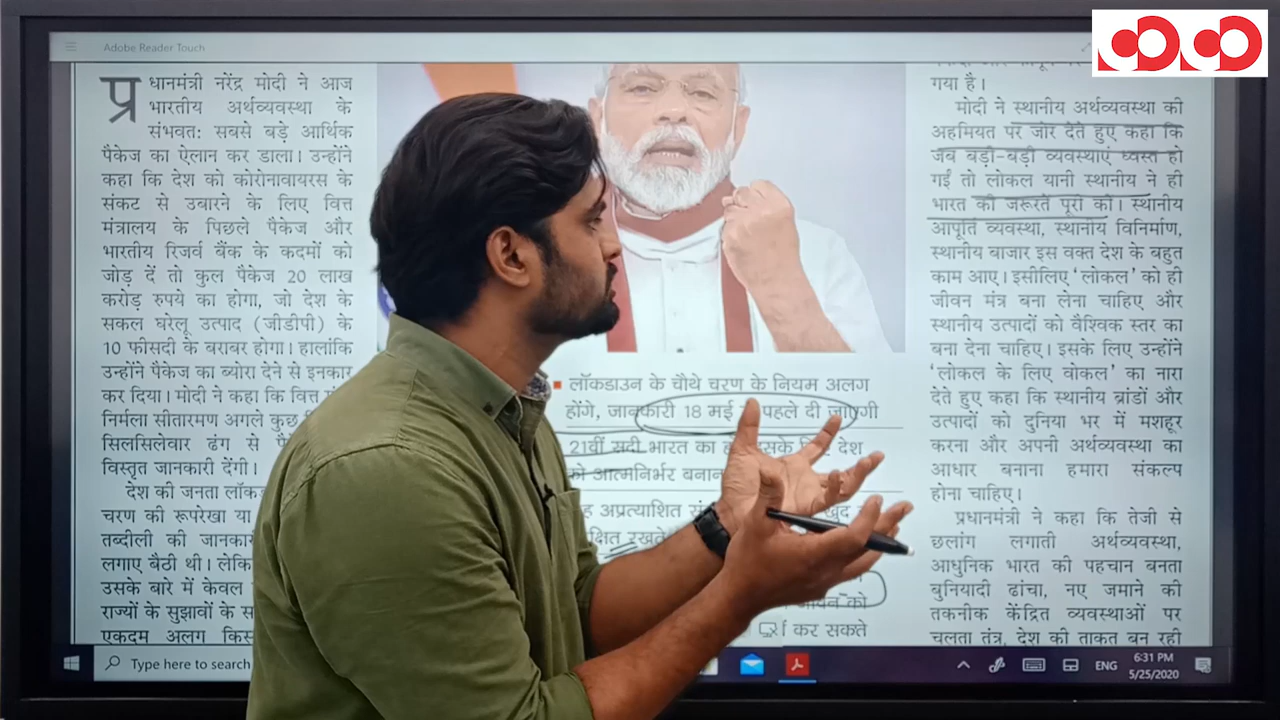 Adobe Reader Touch
प्रधानमंत्री नरेंद्र मोदी ने आज
भारतीय अर्थव्यवस्था के
संभवत: सबसे बड़े आर्थिक
पैकेज का ऐलान कर डाला। उन्होंने
कहा कि देश को कोरोनावायरस के
संकट से उबारने के लिए वित्त
मंत्रालय के पिछले पैकेज और
भारतीय रिजर्व बैंक के कदमों को
जोड़ दें तो कुल पैकेज 20 लाख
करोड़ रुपये का होगा, जो देश के
सकल घरेलू उत्पाद (जीडीपी) के
10 फीसदी के बराबर होगा। हालांकि
उन्होंने पैकेज का ब्योरा देने से इनकार
कर दिया। मोदी ने कहा कि वित्त
निर्मला सीतारमण अगले कुछ
सिलसिलेवार ढंग से
विस्तृत जानकारी देंगी।
देश की जनता
चरण की रूपरेखा या
तब्दीली की
लगाए बैठी थी।
उसके बारे में केवल
राज्यों के सुझावों के
एकदम अलग
लॉकडाउन के चौथे चरण के नियम अलग
होंगे, जानकारी 18 मई पहले दी जाएगी
21वीं सदी भारत का देश
को आत्मनिर्भर
अप्रत्याशित खुद
रखते
जीवन को
कर सकते
गया है।
मोदी ने स्थानीय अर्थव्यवस्था की
अहमियत पर जोर देते हुए कहा कि
जब बड़ी-बड़ी व्यवस्थाएं ध्वस्त हो
गईं तो लोकल यानी स्थानीय ने ही
भारत की जरूरतें पूरी कीं। स्थानीय
आपूर्ति व्यवस्था, स्थानीय विनिर्माण,
स्थानीय बाजार इस वक्त देश के बहुत
काम आए। इसीलिए 'लोकल' को ही
जीवन मंत्र बना लेना चाहिए और
स्थानीय उत्पादों को वैश्विक स्तर का
बना देना चाहिए। इसके लिए उन्होंने
'लोकल के लिए वोकल' का नारा
देते हुए कहा कि स्थानीय ब्रांडों और
उत्पादों को दुनिया भर में मशहूर
करना और अपनी अर्थव्यवस्था का
आधार बनाना हमारा संकल्प
होना चाहिए।
प्रधानमंत्री ने कहा कि तेजी से
छलांग लगाती अर्थव्यवस्था,
आधुनिक भारत की पहचान बनता
बुनियादी ढांचा, नए जमाने की
तकनीक केंद्रित व्यवस्थाओं पर
चलता तंत्र, देश की ताकत बन रही
Type here to search
ENG
6:31 PM
5/25/2020